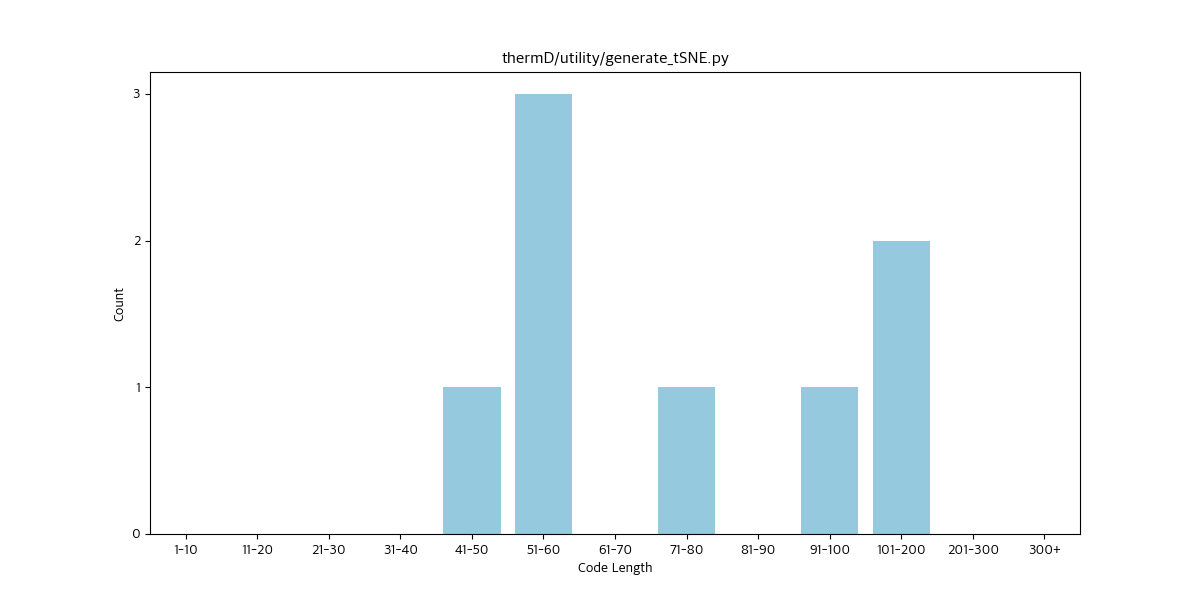 thermD/utility/generate_tSNE.py
3
2
1
0
Count
1-10 11-20 21-30 31-40 41-50 51-60 61-70 71-80 81-90 91-100 101-200 201-300 300+
Code Length